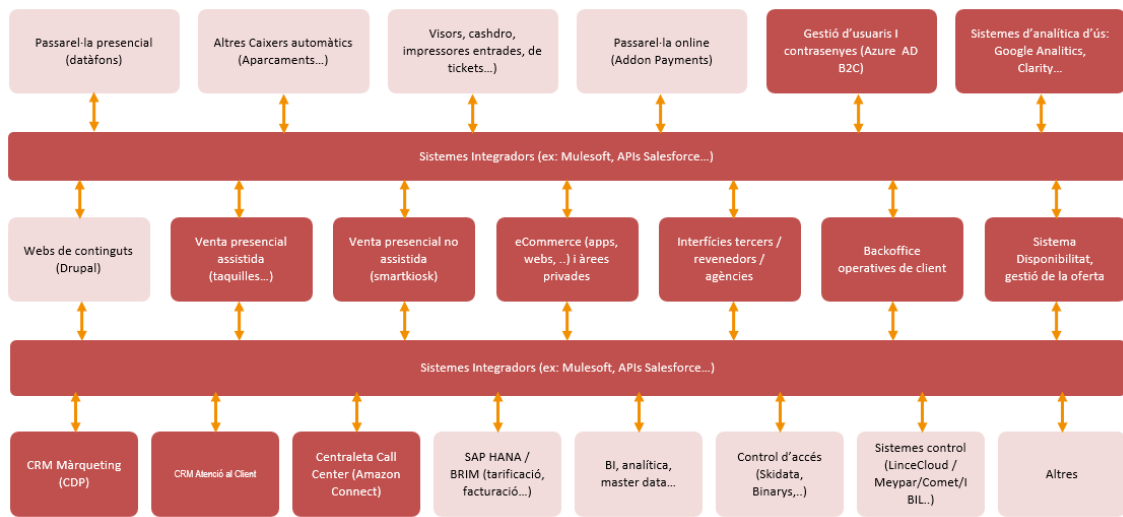 Passarel·la presencial
(datàfons)
Altres Caixers automàtics
(Aparcaments…)
Visors, cashdro,
impressores entrades, de
tickets…)
Passarel·la online
(Addon Payments)
Gestió d’usuaris I
contrasenyes (Azure AD
B2C)
Sistemes d’analítica d’ús:
Google Analitics,
Clarity…
Sistemes Integradors (ex: Mulesoft, APIs Salesforce…)
Webs de continguts
(Drupal)
Venta presencial
assistida
(taquilles…)
Venta presencial no
assistida
(smartkiosk)
eCommerce (apps,
webs, ..) i àrees
privades
Interfícies tercers /
revenedors /
agències
Backoffice
operatives de client
Sistema
Disponibilitat,
gestió de la oferta
Sistemes Integradors (ex: Mulesoft, APIs Salesforce…)
CRM Màrqueting
(CDP)
CRM Atenció al Client
Centraleta Call
Center (Amazon
Connect)
SAP HANA /
BRIM (tarificació,
facturació…)
BI, analítica,
master data…
Control d’accés
(Skidata,
Binarys,..)
Sistemes control
(LinceCloud /
Meypar/Comet/I
BIL..)
Altres